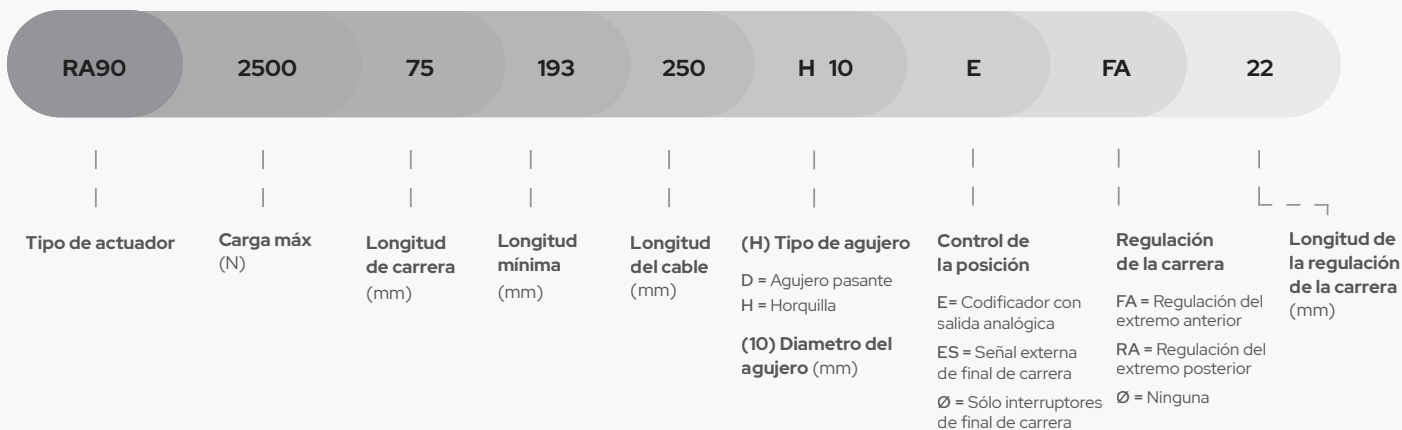 RA90 2500 75 193 250 H 10 E FA 22
Tipo de actuador
Carga máx
(N)
Longitud
de carrera
(mm)
Longitud
mínima
(mm)
Longitud
del cable
(mm)
(H) Tipo de agujero
D = Agujero pasante
H = Horquilla
(10) Diametro del
agujero (mm)
Control de
la posición
E= Codificador con
salida analógica
ES = Señal externa
de final de carrera
Ø = Sólo interruptores
de final de carrera
Regulación
de la carrera
FA = Regulación del
extremo anterior
RA = Regulación del
extremo posterior
Ø = Ninguna
Longitud de
la regulación
de la carrera
(mm)